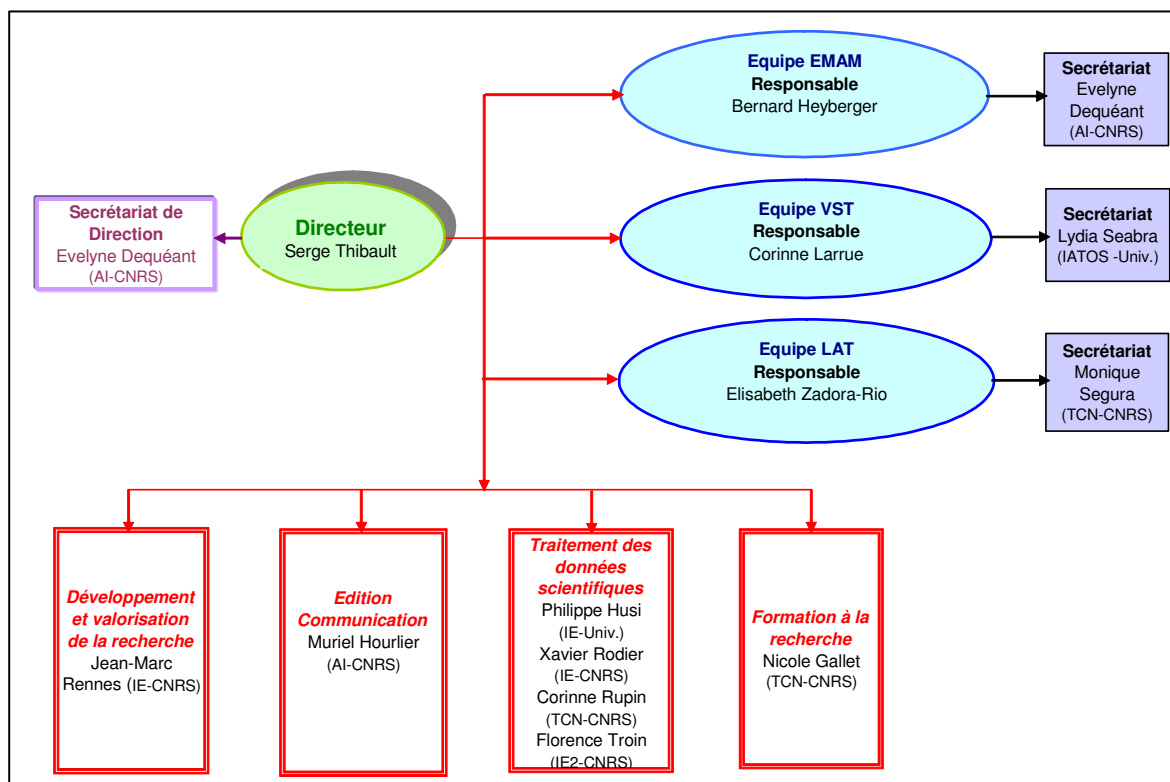 Equipe EMAM
Responsable
Bernard Heyberger
Secrétariat
Evelyne
Dequéant
(AI-CNRS)
Secrétariat de
Direction
Evelyne Dequéant
(AI-CNRS)
Directeur
Serge Thibault
Equipe VST
Responsable
Corinne Larrue
Secrétariat
Lydia Seabra
(IATOS -Univ.)
Equipe LAT
Responsable
Elisabeth Zadora-Rio
Secrétariat
Monique
Segura
(TCN-CNRS)
Développement
et valorisation
de la recherche
Jean-Marc
Rennes (IE-CNRS)
Edition
Communication
Muriel Hourlier
(AI-CNRS)
Traitement des
données
scientifiques
Philippe Husi
(IE-Univ.)
Xavier Rodier
(IE-CNRS)
Corinne Rupin
(TCN-CNRS)
Florence Troin
(IE2-CNRS)
Formation à la
recherche
Nicole Gallet
(TCN-CNRS)